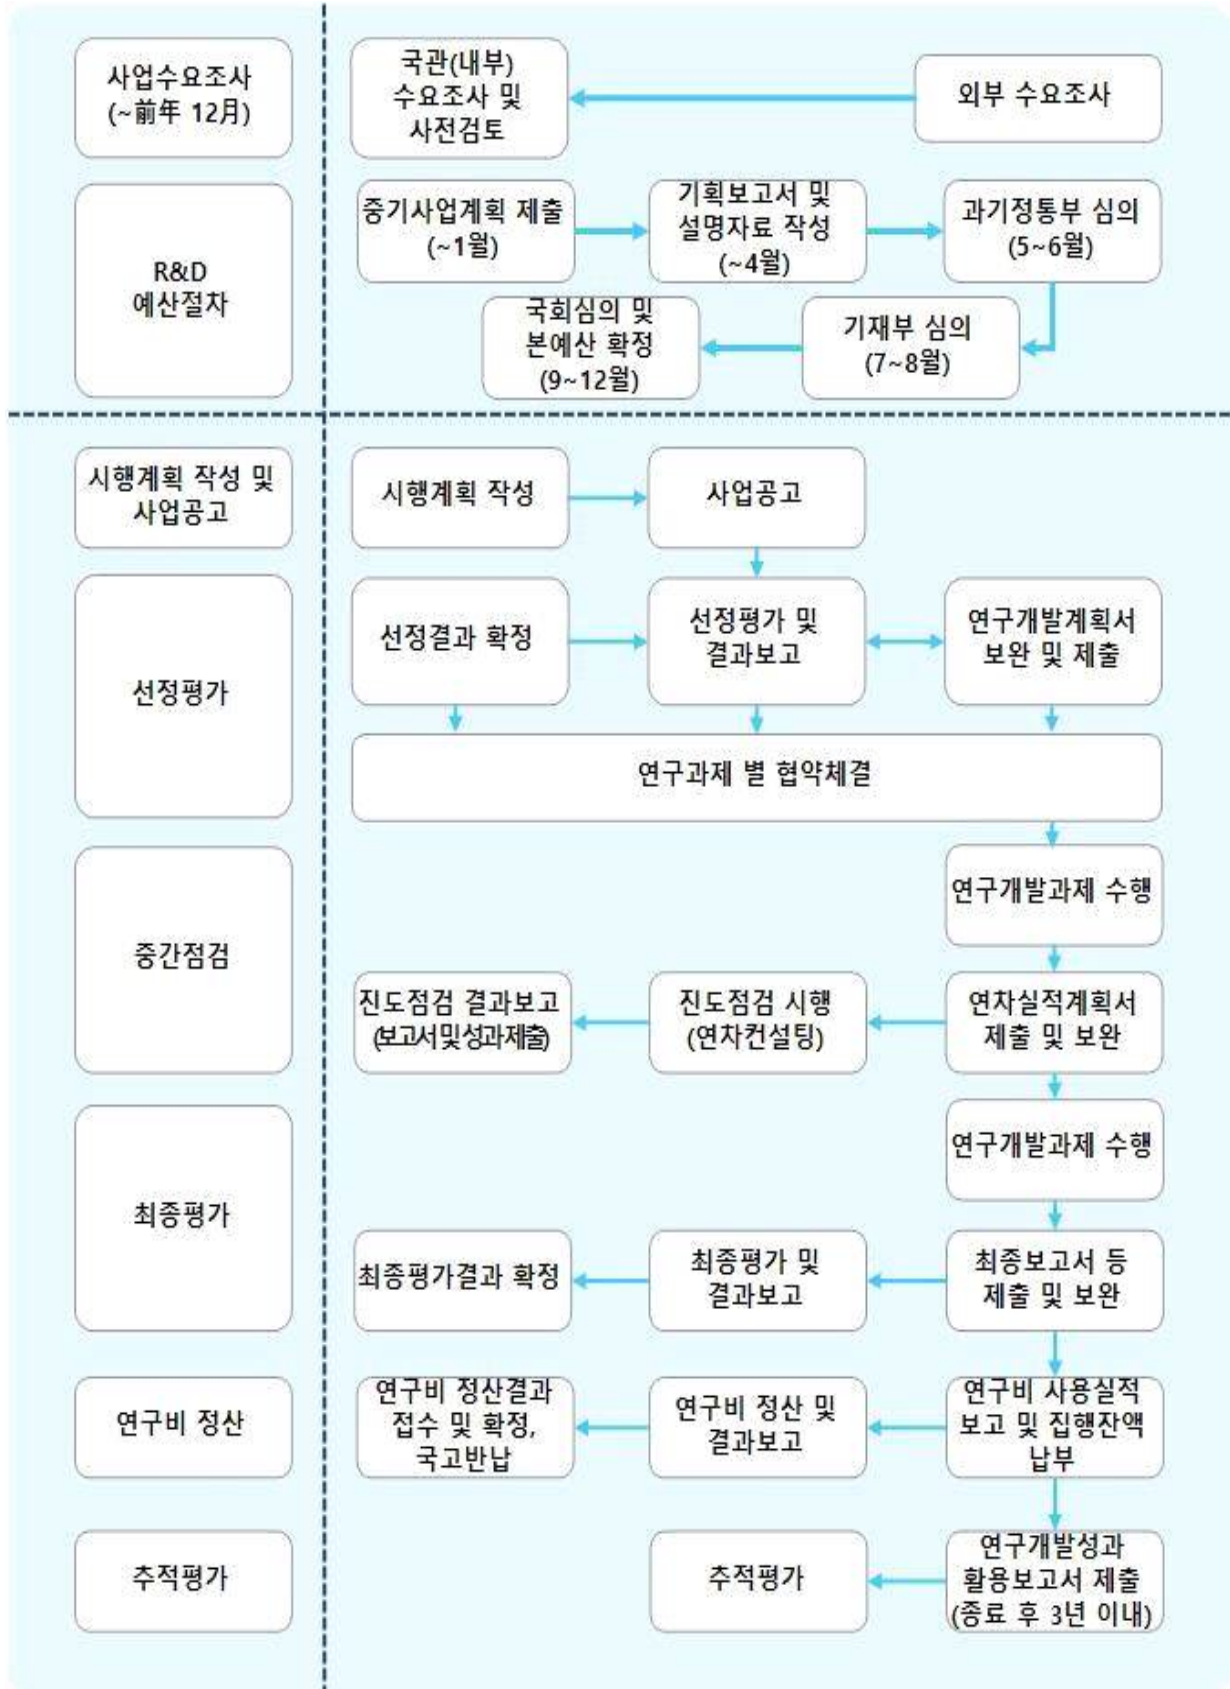 사업수요조사
(~前年 12月)
국관(내부)
수요조사 및
사전검토
외부 수요조사
R&D
예산절차
중기사업계획 제출
(~1월)
기획보고서 및
설명자료 작성
(~4월)
과기정통부 심의
(5~6월)
국회심의 및
본예산 확정
(9~12월)
기재부 심의
(7~8월)
시행계획 작성 및
사업공고
시행계획 작성
사업공고
선정평가
선정결과 확정
선정평가 및
결과보고
연구개발계획서
보완 및 제출
연구과제 별 협약체결
중간점검
연구개발과제 수행
진도점검 결과보고
(보고서및성과제출)
진도점검 시행
(연차컨설팅)
연차실적계획서
제출 및 보완
최종평가
연구개발과제 수행
최종평가결과 확정
최종평가 및
결과보고
최종보고서 등
제출 및 보완
연구비 정산
연구비 정산결과
접수 및 확정,
국고반납
연구비 정산 및
결과보고
연구비 사용실적
보고 및 집행잔액
납부
추적평가
추적평가
연구개발성과
활용보고서 제출
(종료 후 3년 이내)